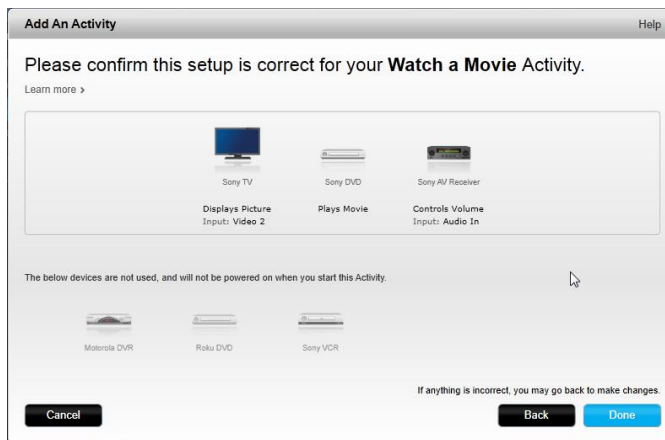 Add An Activity Help
Please confirm this setup is correct for your Watch a Movie Activity.
Learn more >
Sony TV Sony DVD Sony AV Receiver
Displays Picture Plays Movie Controls Volume
Input: Video 2 Input: Audio In
The below devices are not used, and will not be powered on when you start this Activity.
Motorola DVR Roku DVD Sony VCR
If anything is incorrect, you may go back to make changes.
Cancel Back Done